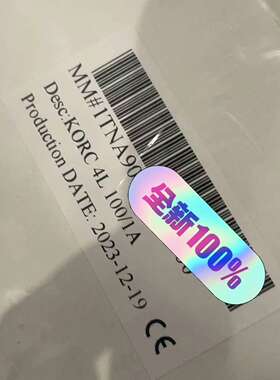 MM#1TNA90
Desc:KORC 4L 100/1A
Production DATE: 2023-12-19
CE
全新100%